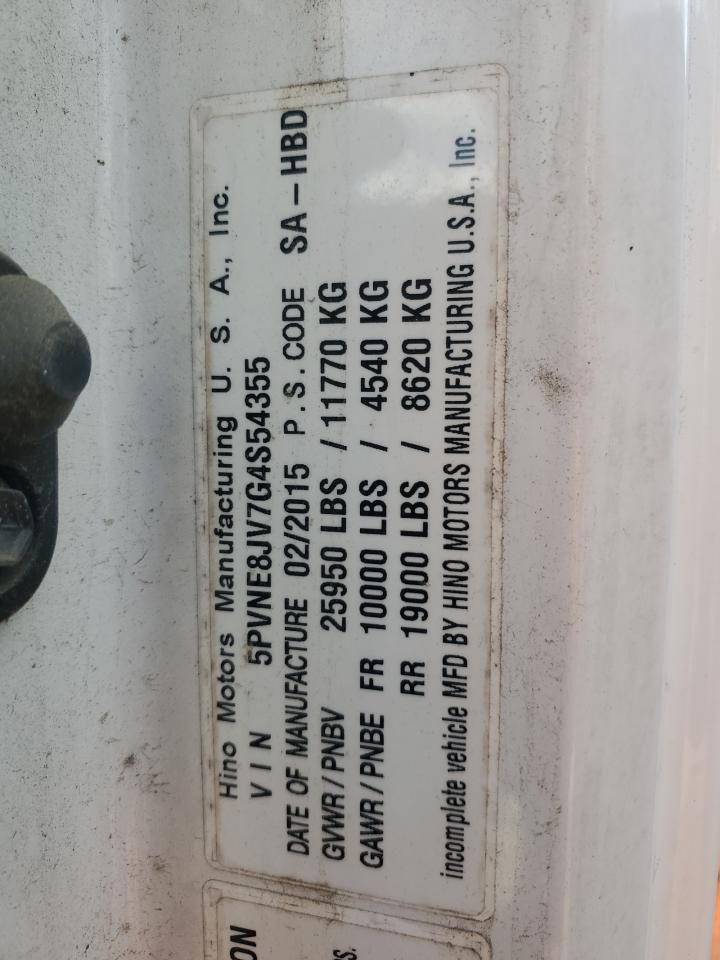 Hino Motors Manufacturing U. S. A., Inc.
VIN 5PVNE8JV7G4S54355
DATE OF MANUFACTURE 02/2015 P.S. CODE SA-HBD
GVWR/PNBV 25950 LBS / 11770 KG
GAWR/PNBE FR 10000 LBS / 4540 KG
RR 19000 LBS / 8620 KG
incomplete vehicle MFD BY HINO MOTORS MANUFACTURING U.S.A., Inc.
ON
S.